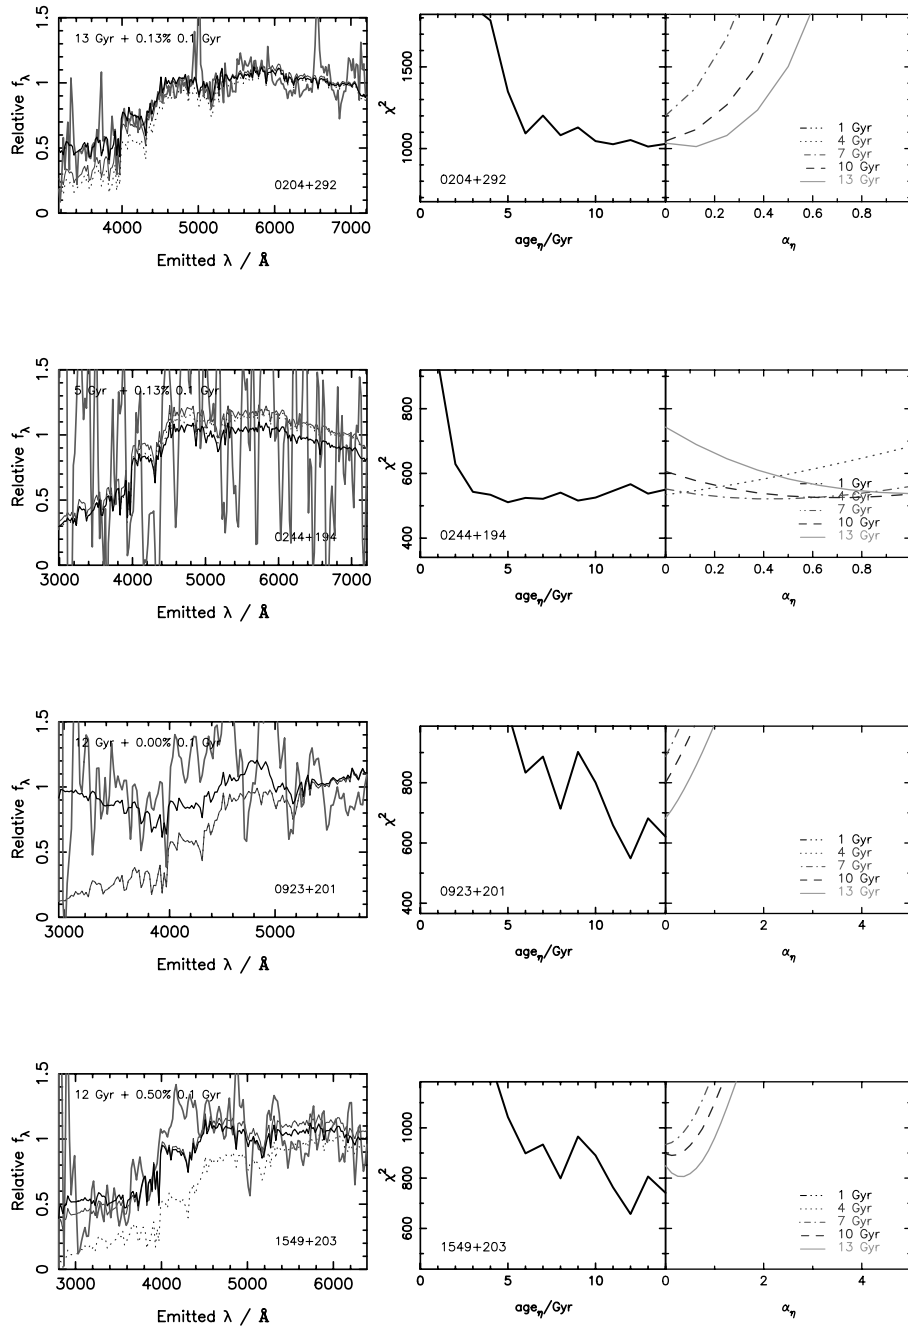 13 Gyr + 0.13% 0.1 Gyr
0204+292
Relative fλ
0 0.5 1 1.5
4000 5000 6000 7000
Emitted λ / Å
χ²
1000 1500
0204+292
0 5 10
age_η/Gyr
1 Gyr
4 Gyr
7 Gyr
10 Gyr
13 Gyr
0 0.2 0.4 0.6 0.8
α_η
5 Gyr + 0.13% 0.1 Gyr
0244+194
Relative fλ
0 0.5 1 1.5
3000 4000 5000 6000 7000
Emitted λ / Å
χ²
400 600 800
0244+194
0 5 10
age_η/Gyr
1 Gyr
4 Gyr
7 Gyr
10 Gyr
13 Gyr
0 0.2 0.4 0.6 0.8
α_η
12 Gyr + 0.00% 0.1 Gyr
0923+201
Relative fλ
0 0.5 1 1.5
3000 4000 5000
Emitted λ / Å
χ²
400 600 800
0923+201
0 5 10
age_η/Gyr
1 Gyr
4 Gyr
7 Gyr
10 Gyr
13 Gyr
0 2 4
α_η
12 Gyr + 0.50% 0.1 Gyr
1549+203
Relative fλ
0 0.5 1 1.5
3000 4000 5000 6000
Emitted λ / Å
χ²
600 800 1000
1549+203
0 5 10
age_η/Gyr
1 Gyr
4 Gyr
7 Gyr
10 Gyr
13 Gyr
0 2 4
α_η